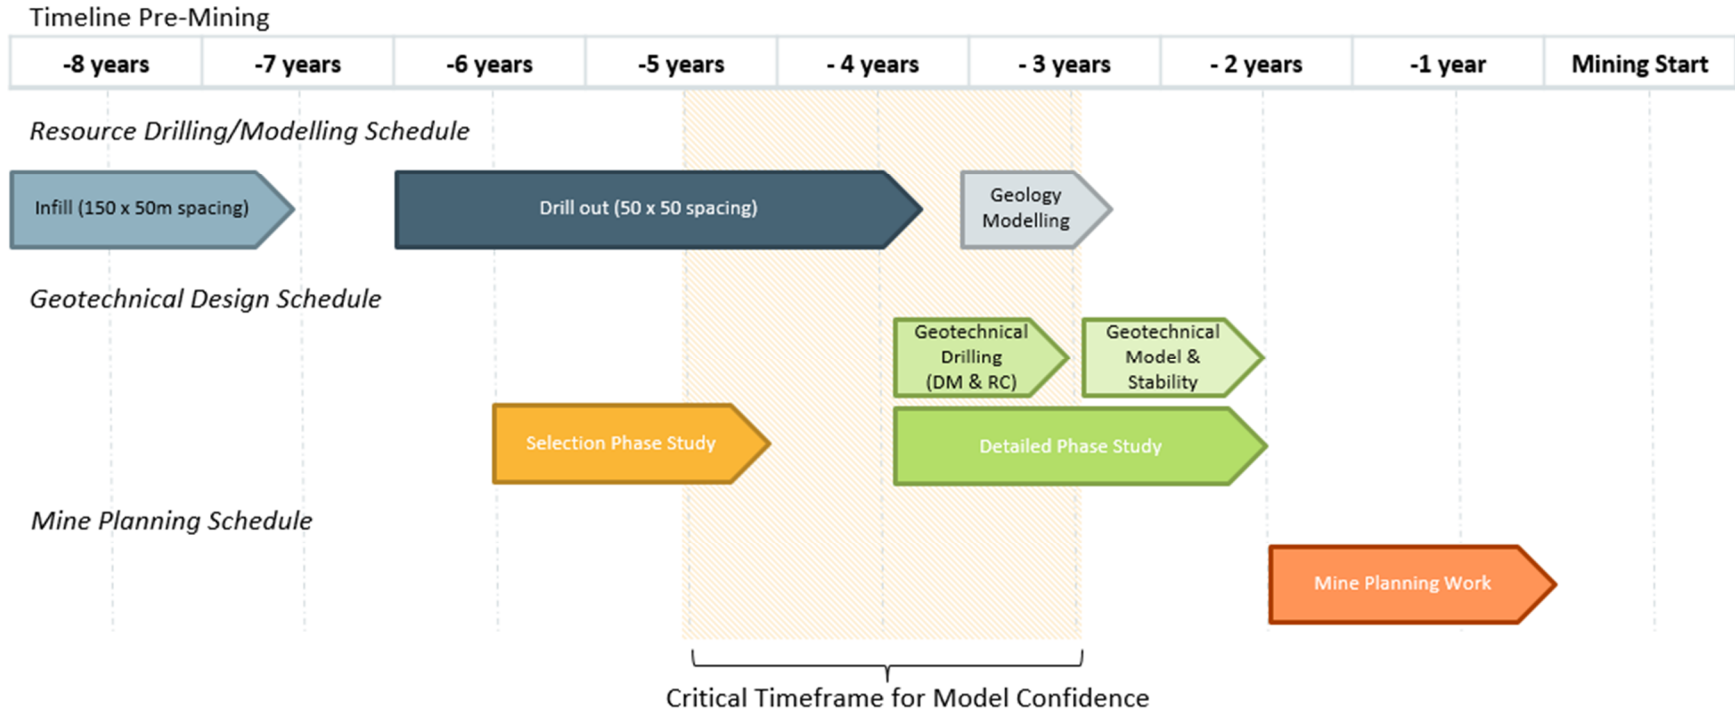 Timeline Pre-Mining
-8 years
-7 years
-6 years
-5 years
- 4 years
- 3 years
- 2 years
-1 year
Mining Start
Resource Drilling/Modelling Schedule
Infill (150 x 50m spacing)
Drill out (50 x 50 spacing)
Geology
Modelling
Geotechnical Design Schedule
Geotechnical
Drilling
(DM & RC)
Geotechnical
Model &
Stability
Selection Phase Study
Detailed Phase Study
Mine Planning Schedule
Mine Planning Work
Critical Timeframe for Model Confidence